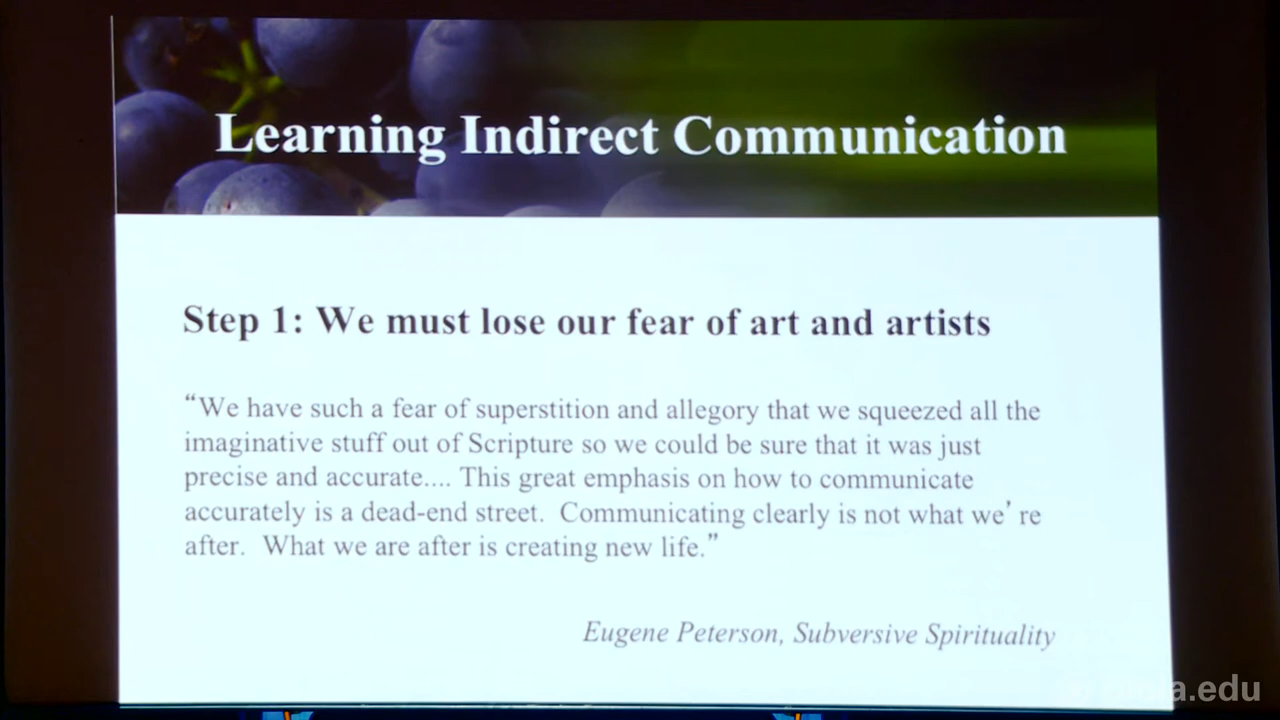 Learning Indirect Communication
Step 1: We must lose our fear of art and artists
“We have such a fear of superstition and allegory that we squeezed all the
imaginative stuff out of Scripture so we could be sure that it was just
precise and accurate.... This great emphasis on how to communicate
accurately is a dead-end street.  Communicating clearly is not what we’ re
after.  What we are after is creating new life.”
Eugene Peterson, Subversive Spirituality